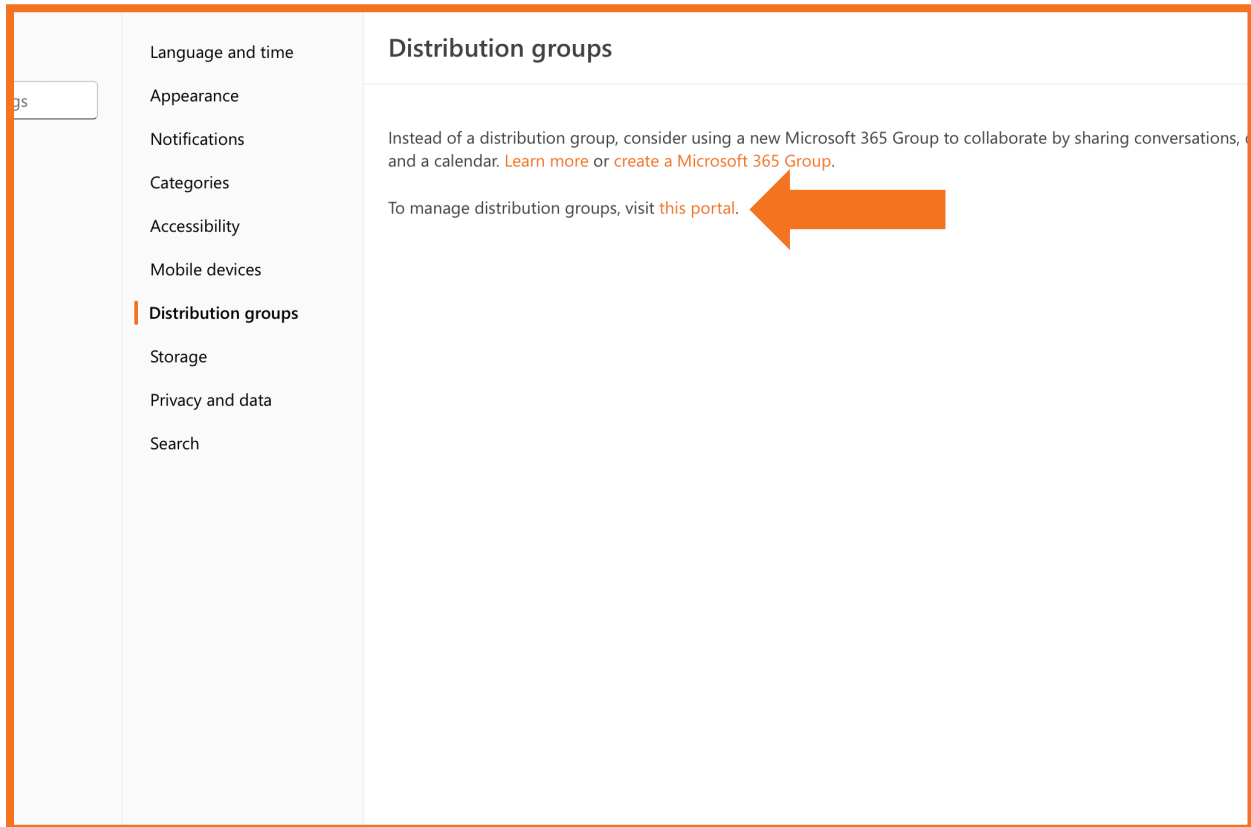 gs
Language and time
Appearance
Notifications
Categories
Accessibility
Mobile devices
Distribution groups
Storage
Privacy and data
Search
Distribution groups
Instead of a distribution group, consider using a new Microsoft 365 Group to collaborate by sharing conversations,
and a calendar. Learn more or create a Microsoft 365 Group.
To manage distribution groups, visit this portal.